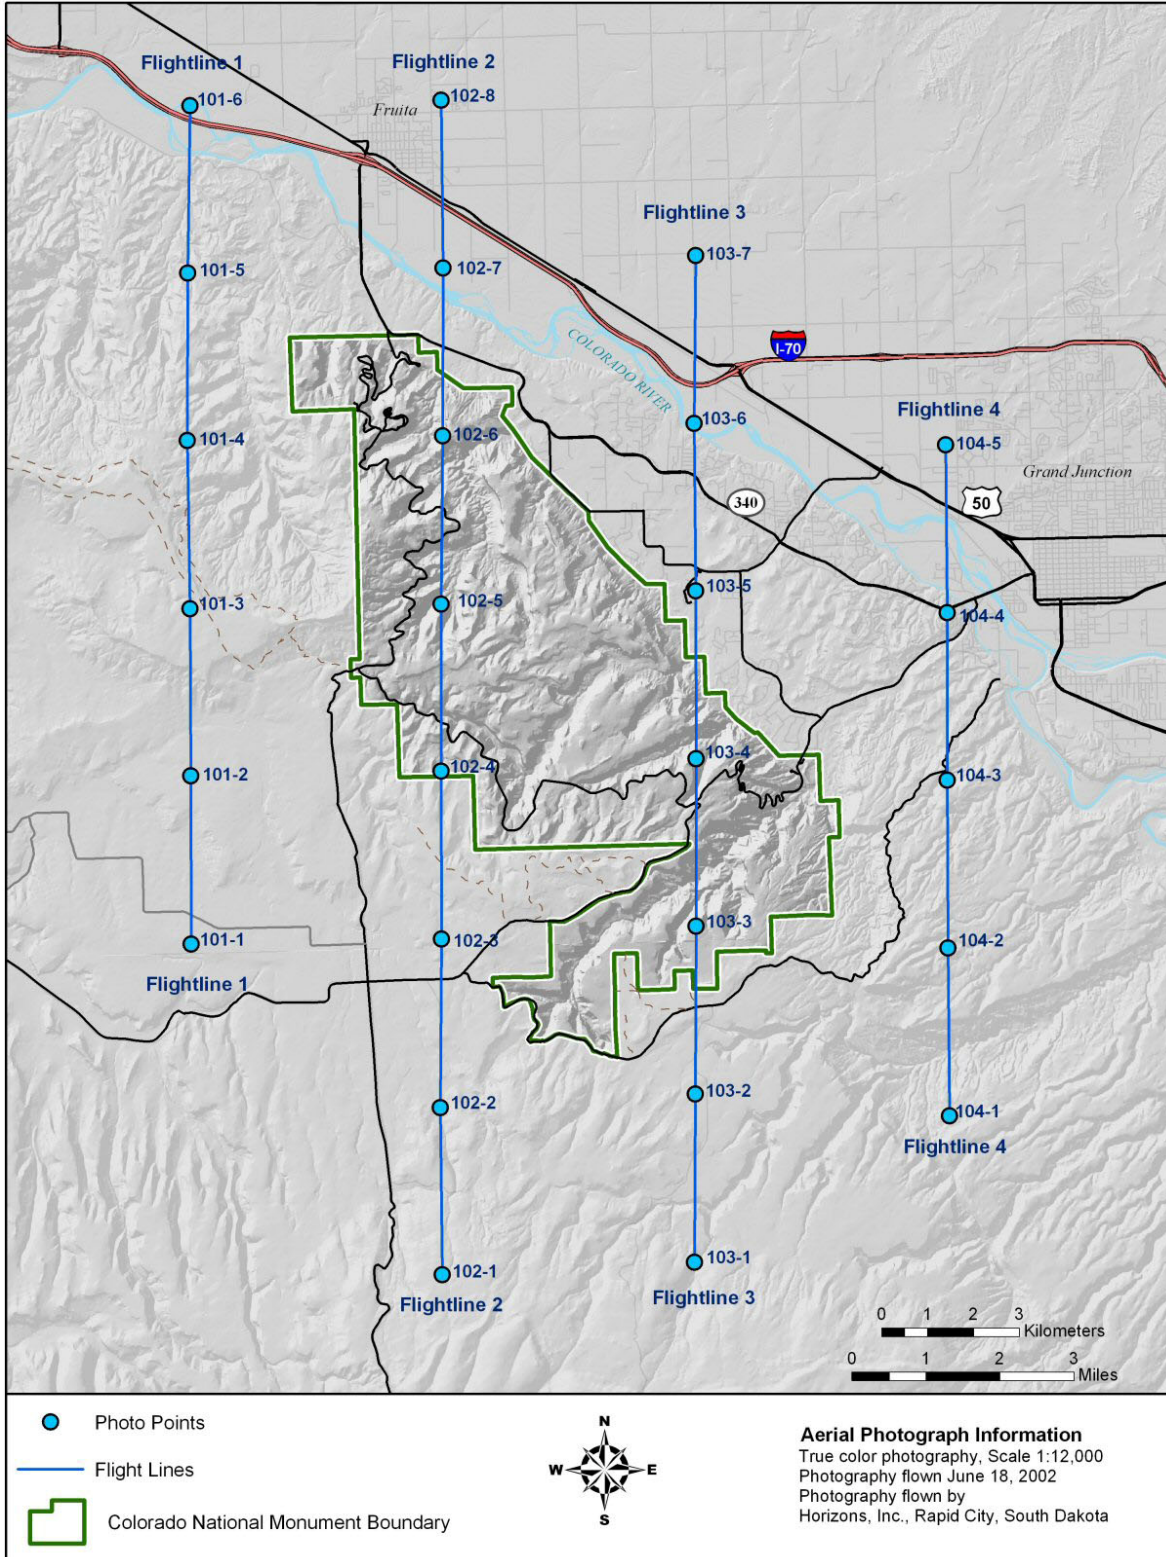 Flightline 1
Flightline 2
101-6
102-8
Fruita
Flightline 3
103-7
101-5
102-7
COLORADO RIVER
I-70
Flightline 4
103-6
101-4
102-6
104-5
Grand Junction
340
50
103-5
101-3
102-5
104-4
103-4
101-2
102-4
104-3
103-3
101-1
102-3
104-2
Flightline 1
103-2
102-2
104-1
Flightline 4
103-1
102-1
Flightline 2
Flightline 3
0 1 2 3
Kilometers
0 1 2 3
Miles
Photo Points
Flight Lines
Colorado National Monument Boundary
N
W E
S
Aerial Photograph Information
True color photography, Scale 1:12,000
Photography flown June 18, 2002
Photography flown by
Horizons, Inc., Rapid City, South Dakota